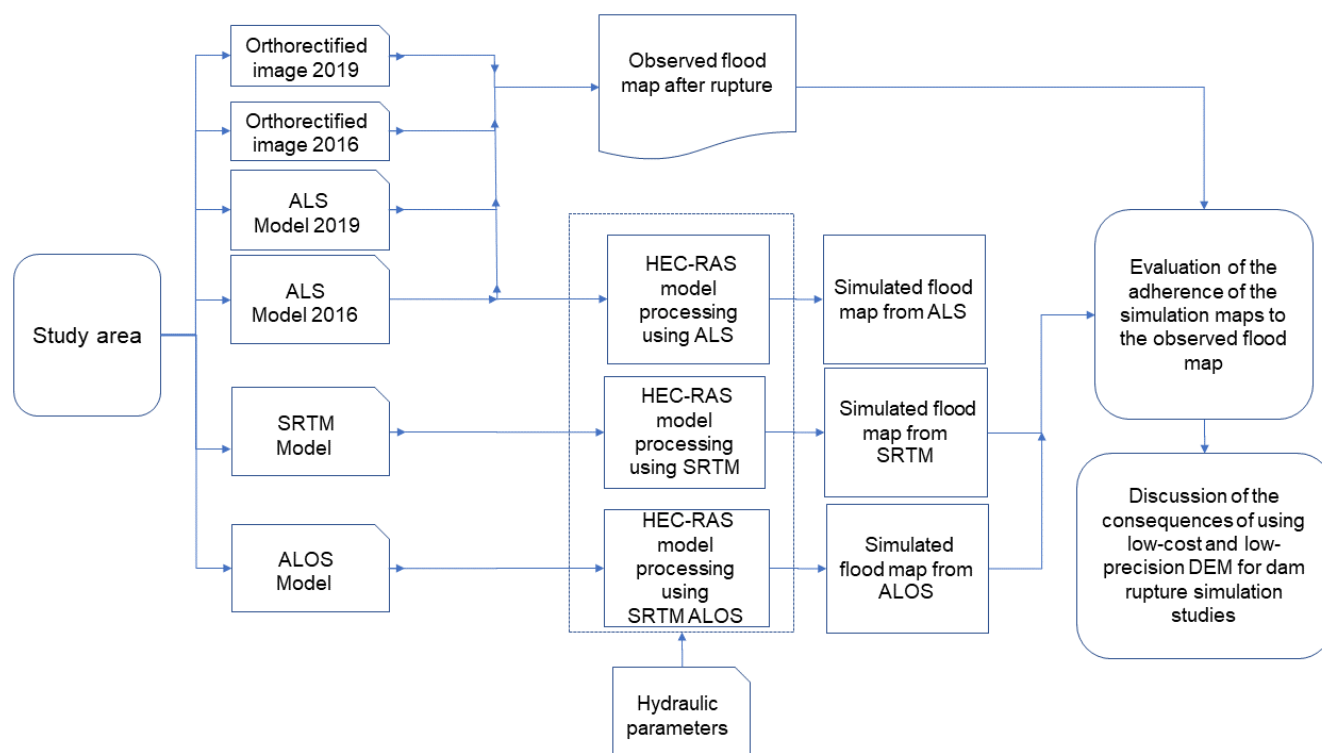 Study area
Orthorectified
image 2019
Orthorectified
image 2016
ALS
Model 2019
ALS
Model 2016
SRTM
Model
ALOS
Model
Observed flood
map after rupture
HEC-RAS
model
processing
using ALS
HEC-RAS
model
processing
using SRTM
HEC-RAS
model
processing
using
SRTM ALOS
Hydraulic
parameters
Simulated flood
map from ALS
Simulated flood
map from
SRTM
Simulated
flood map from
ALOS
Evaluation of the
adherence of the
simulation maps to
the observed flood
map
Discussion of the
consequences of using
low-cost and low-
precision DEM for dam
rupture simulation
studies